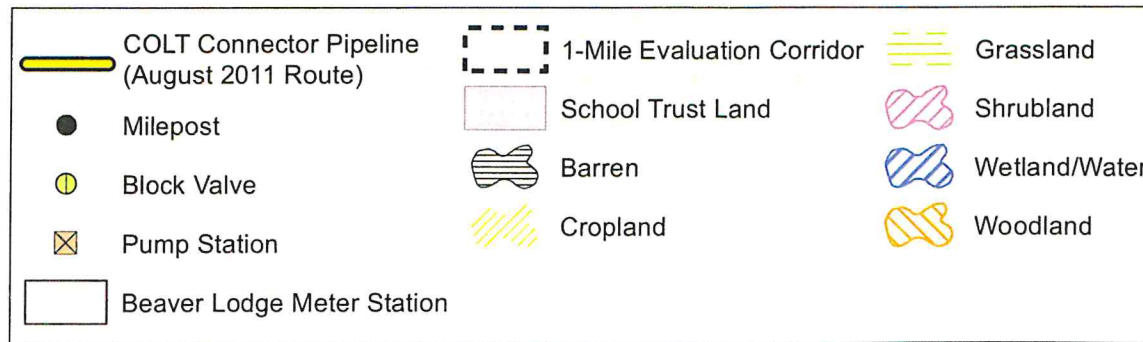 COLT Connector Pipeline
(August 2011 Route)
Milepost
Block Valve
Pump Station
Beaver Lodge Meter Station
1-Mile Evaluation Corridor
School Trust Land
Barren
Cropland
Grassland
Shrubland
Wetland/Water
Woodland